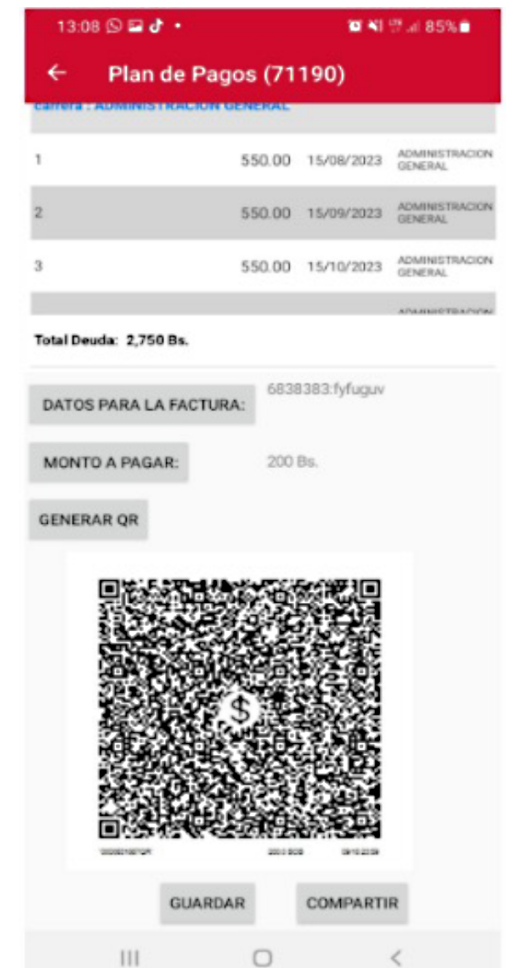 13:08
85%
Plan de Pagos (71190)
carrera : ADMINISTRACION GENERAL
1 550.00 15/08/2023 ADMINISTRACION GENERAL
2 550.00 15/09/2023 ADMINISTRACION GENERAL
3 550.00 15/10/2023 ADMINISTRACION GENERAL
ADMINISTRACION
Total Deuda: 2,750 Bs.
DATOS PARA LA FACTURA: 6838383:fyfuguv
MONTO A PAGAR: 200 Bs.
GENERAR QR
$
GUARDAR COMPARTIR